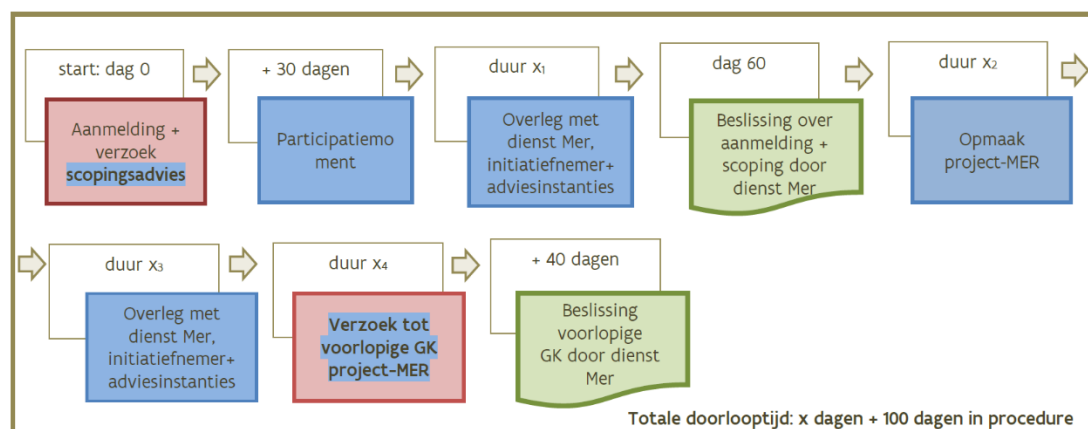 start: dag 0
Aanmelding +
verzoek
scopingsadvies
+ 30 dagen
Participatiemo
ment
duur x₁
Overleg met
dienst Mer,
initiatiefnemer+
adviesinstanties
dag 60
Beslissing over
aanmelding +
scoping door
dienst Mer
duur x₂
Opmaak
project-MER
duur x₃
Overleg met
dienst Mer,
initiatiefnemer+
adviesinstanties
duur x₄
Verzoek tot
voorlopige GK
project-MER
+ 40 dagen
Beslissing
voorlopige
GK door dienst
Mer
Totale doorlooptijd: x dagen + 100 dagen in procedure